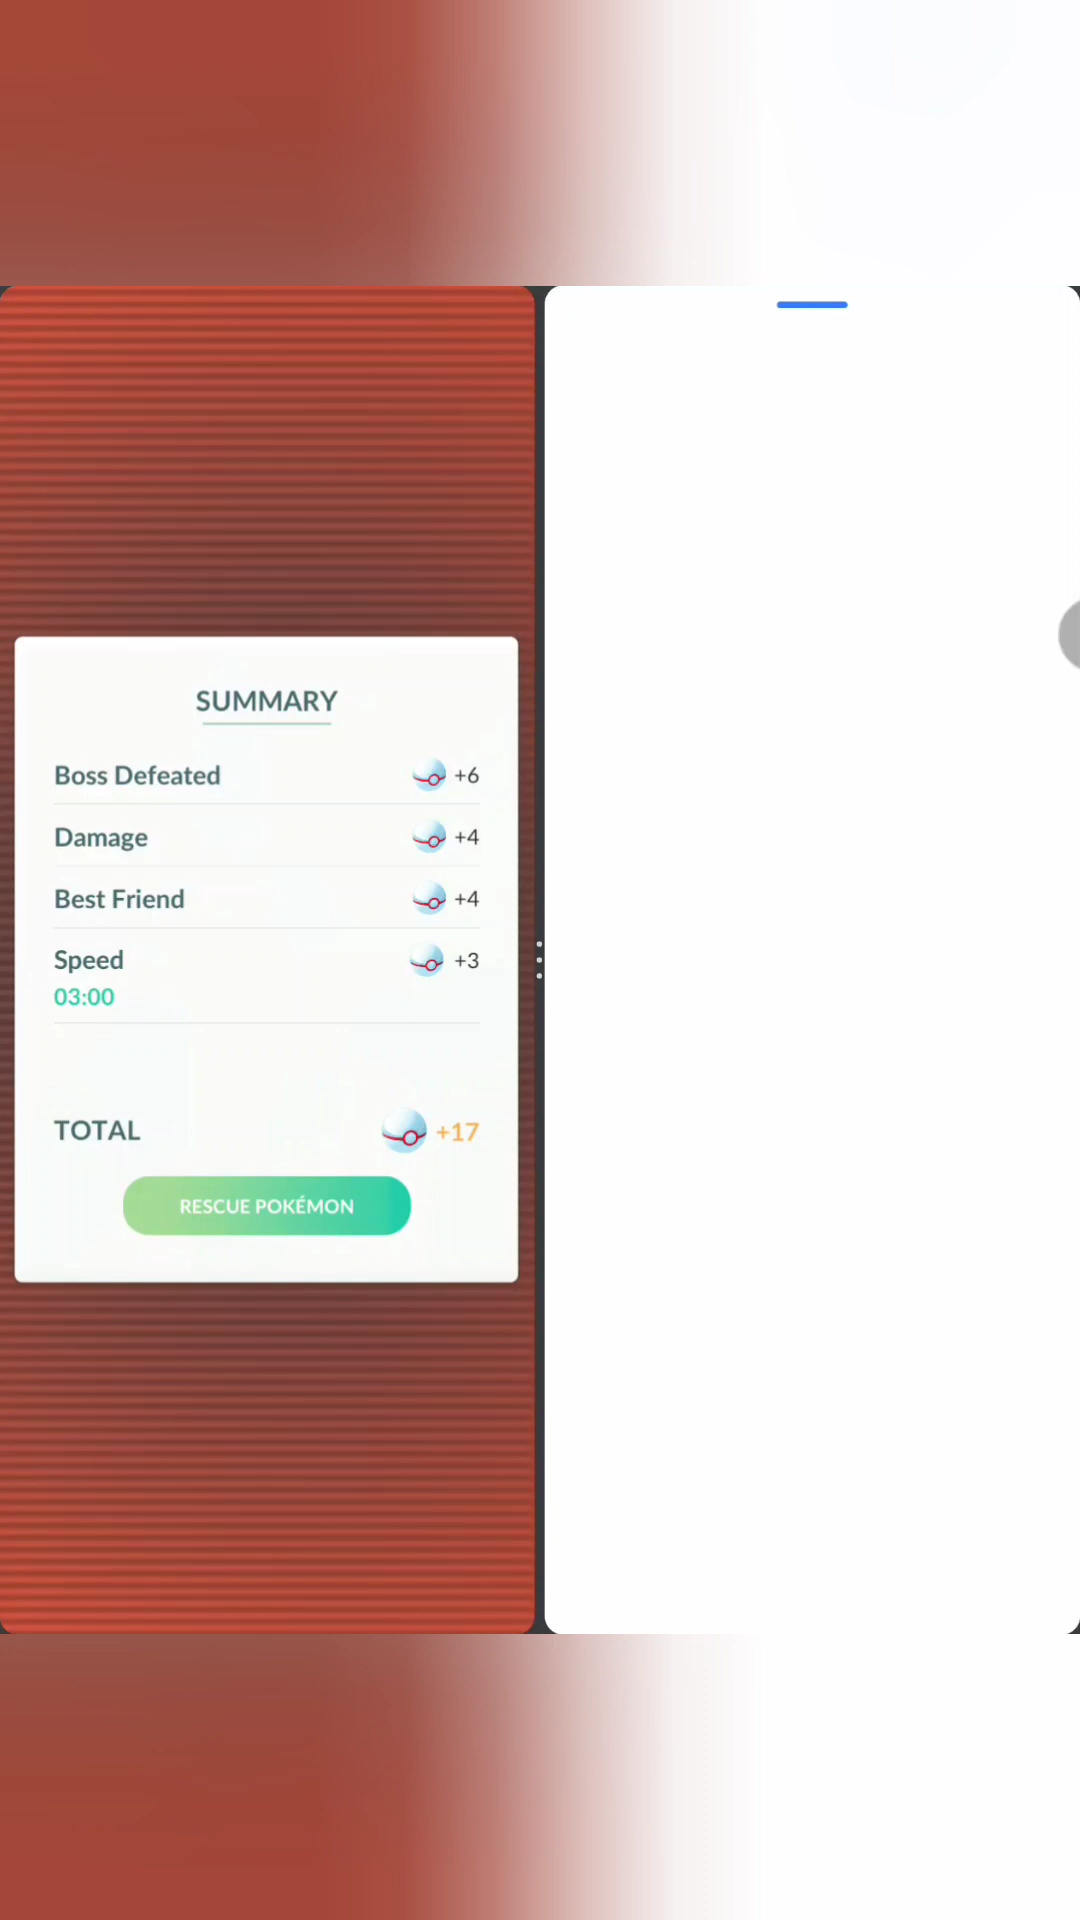 SUMMARY
Boss Defeated +6
Damage +4
Best Friend +4
Speed +3
03:00
TOTAL +17
RESCUE POKÉMON